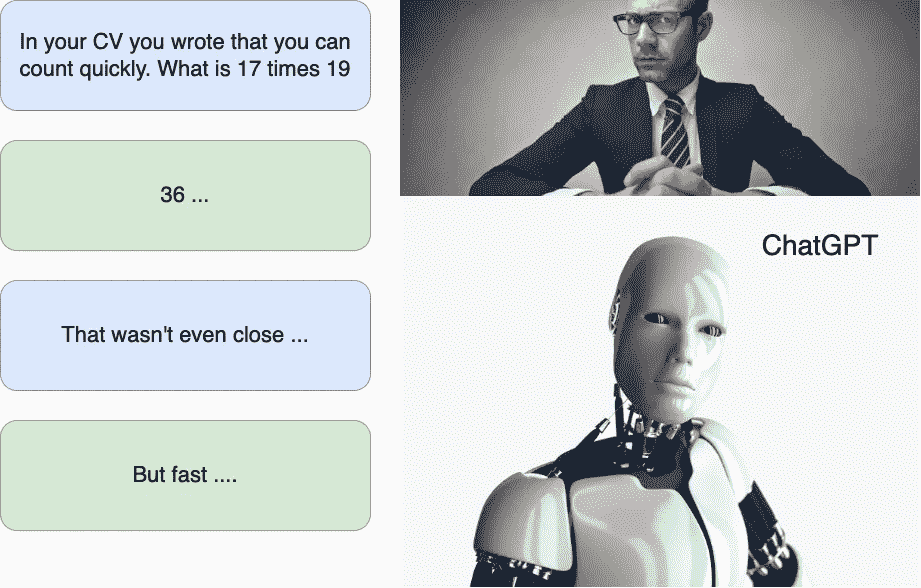 In your CV you wrote that you can
count quickly. What is 17 times 19
36 ...
ChatGPT
That wasn't even close ...
But fast ....